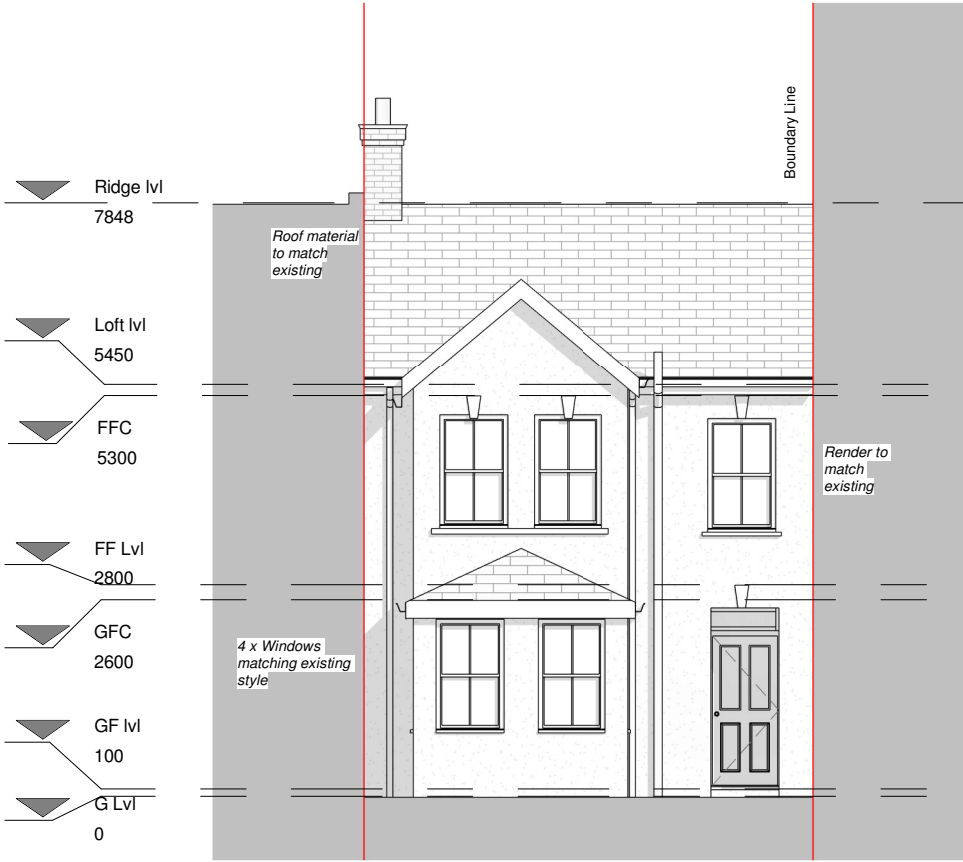 Boundary Line
Ridge lvl
7848
Roof material
to match
existing
Loft lvl
5450
FFC
5300
Render to
match
existing
FF Lvl
2800
GFC
2600
4 x Windows
matching existing
style
GF lvl
100
G Lvl
0